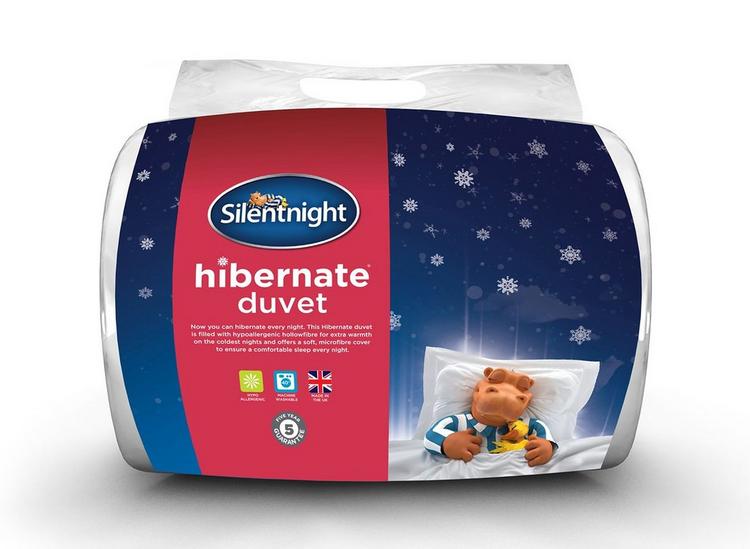 Silentnight
hibernate
duvet
Now you can hibernate every night. This Hibernate duvet
is filled with hypoallergenic hollowfibre for extra warmth
on the coldest nights and offers a soft, microfibre cover
to ensure a comfortable sleep every night.
HYPO
ALLERGENIC
40°
MACHINE
WASHABLE
MADE IN
THE UK
FIVE YEAR
5
GUARANTEE